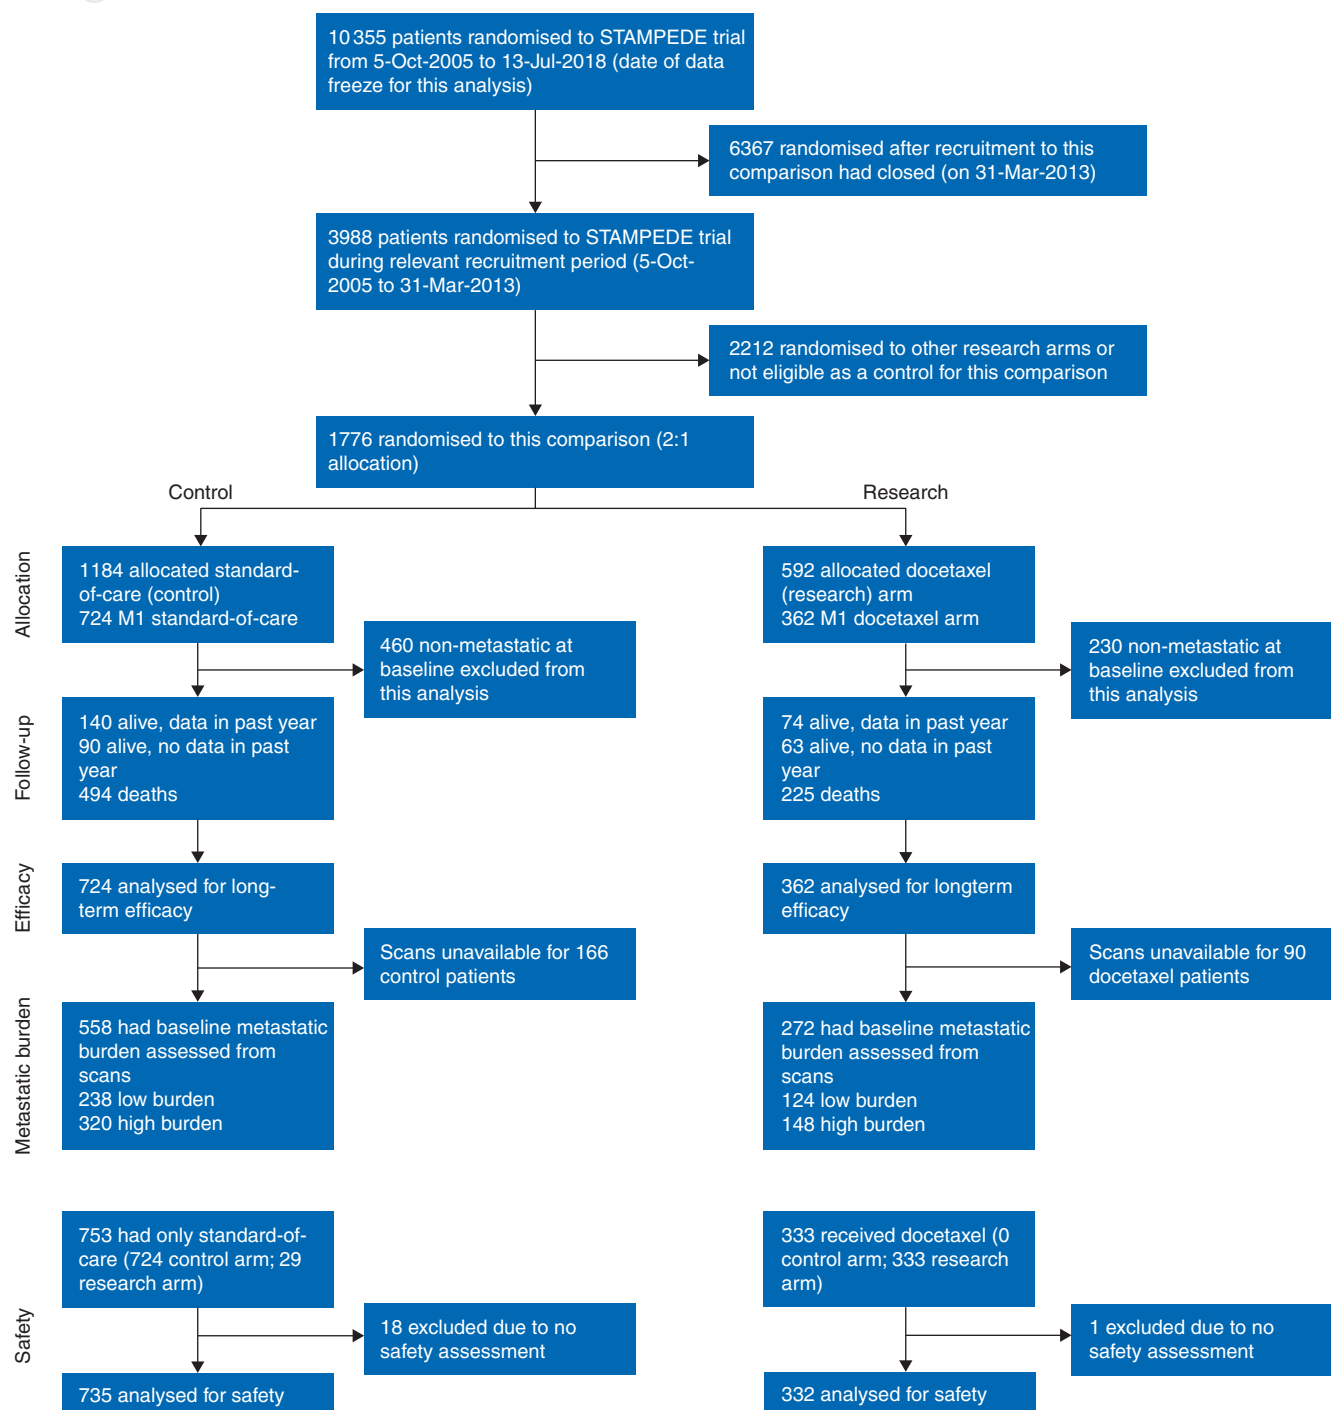 10 355 patients randomised to STAMPEDE trial
from 5-Oct-2005 to 13-Jul-2018 (date of data
freeze for this analysis)
6367 randomised after recruitment to this
comparison had closed (on 31-Mar-2013)
3988 patients randomised to STAMPEDE trial
during relevant recruitment period (5-Oct-
2005 to 31-Mar-2013)
2212 randomised to other research arms or
not eligible as a control for this comparison
1776 randomised to this comparison (2:1
allocation)
Control
Research
Allocation
1184 allocated standard-
of-care (control)
724 M1 standard-of-care
592 allocated docetaxel
(research) arm
362 M1 docetaxel arm
460 non-metastatic at
baseline excluded from
this analysis
230 non-metastatic at
baseline excluded from
this analysis
Follow-up
140 alive, data in past year
90 alive, no data in past
year
494 deaths
74 alive, data in past year
63 alive, no data in past
year
225 deaths
Efficacy
724 analysed for long-
term efficacy
362 analysed for longterm
efficacy
Scans unavailable for 166
control patients
Scans unavailable for 90
docetaxel patients
Metastatic burden
558 had baseline metastatic
burden assessed from
scans
238 low burden
320 high burden
272 had baseline metastatic
burden assessed from
scans
124 low burden
148 high burden
Safety
753 had only standard-of-
care (724 control arm; 29
research arm)
333 received docetaxel (0
control arm; 333 research
arm)
18 excluded due to no
safety assessment
1 excluded due to no
safety assessment
735 analysed for safety
332 analysed for safety